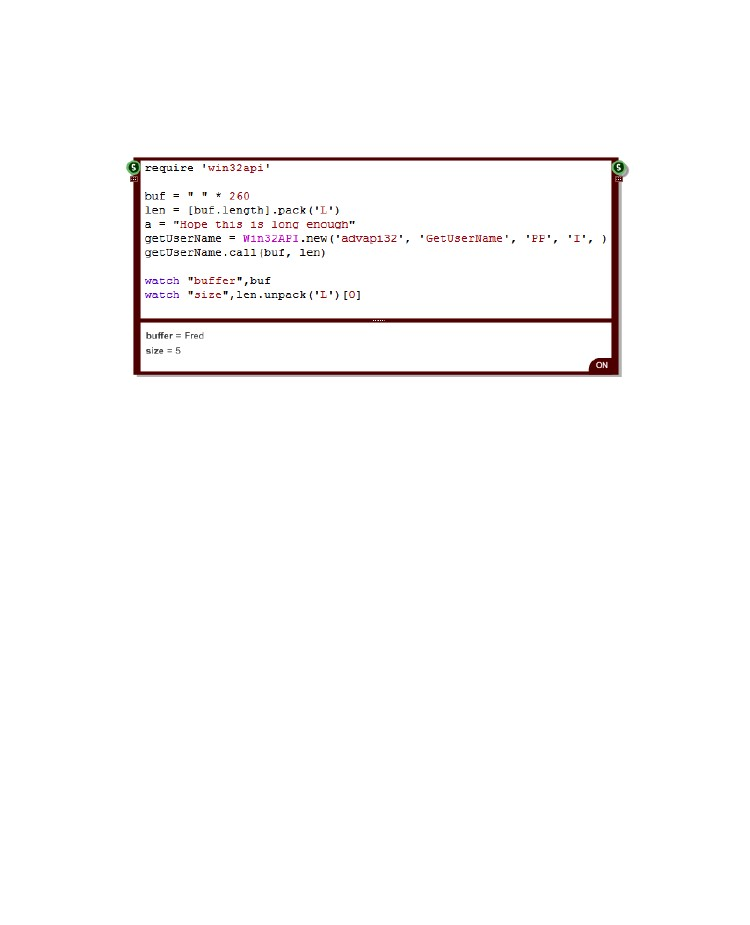 S
S
require 'win32api'
buf = " " * 260
len = [buf.length].pack('L')
a = "Hope this is long enough"
getUserName = Win32API.new('advapi32', 'GetUserName', 'PP', 'I', )
getUserName.call(buf, len)
watch "buffer",buf
watch "size",len.unpack('L')[0]
buffer = Fred
size = 5
ON